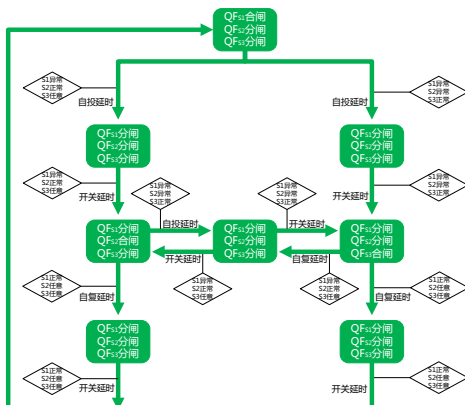 QFS1合闸
QFS2分闸
QFS3分闸
S1异常
S2正常
S3任意
自投延时
S1异常
S2异常
S3正常
自投延时
QFS1分闸
QFS2分闸
QFS3分闸
QFS1分闸
QFS2分闸
QFS3分闸
S1异常
S2正常
S3任意
开关延时
S1异常
S2异常
S3正常
自投延时
S1异常
S2异常
S3正常
开关延时
S1异常
S2异常
S3正常
开关延时
QFS1分闸
QFS2合闸
QFS3分闸
QFS1分闸
QFS2分闸
QFS3分闸
QFS1分闸
QFS2分闸
QFS3合闸
开关延时
S1异常
S2正常
S3任意
自复延时
S1异常
S2正常
S3任意
S1正常
S2任意
S3任意
自复延时
S1正常
S2任意
S3任意
自复延时
QFS1分闸
QFS2分闸
QFS3分闸
QFS1分闸
QFS2分闸
QFS3分闸
S1正常
S2任意
S3任意
开关延时
S1正常
S2任意
S3任意
开关延时